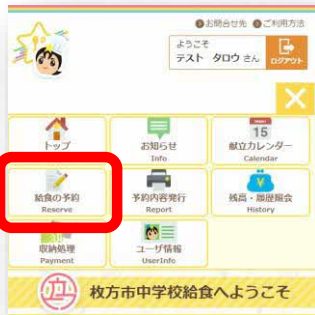 お問合せ先 ご利用方法
ようこそ
テスト タロウ さん
ログアウト
トップ
お知らせ
Info
15
献立カレンダー
Calendar
給食の予約
Reserve
予約内容発行
Report
残高・履歴照会
History
収納処理
Payment
ユーザ情報
UserInfo
枚方市中学校給食へようこそ